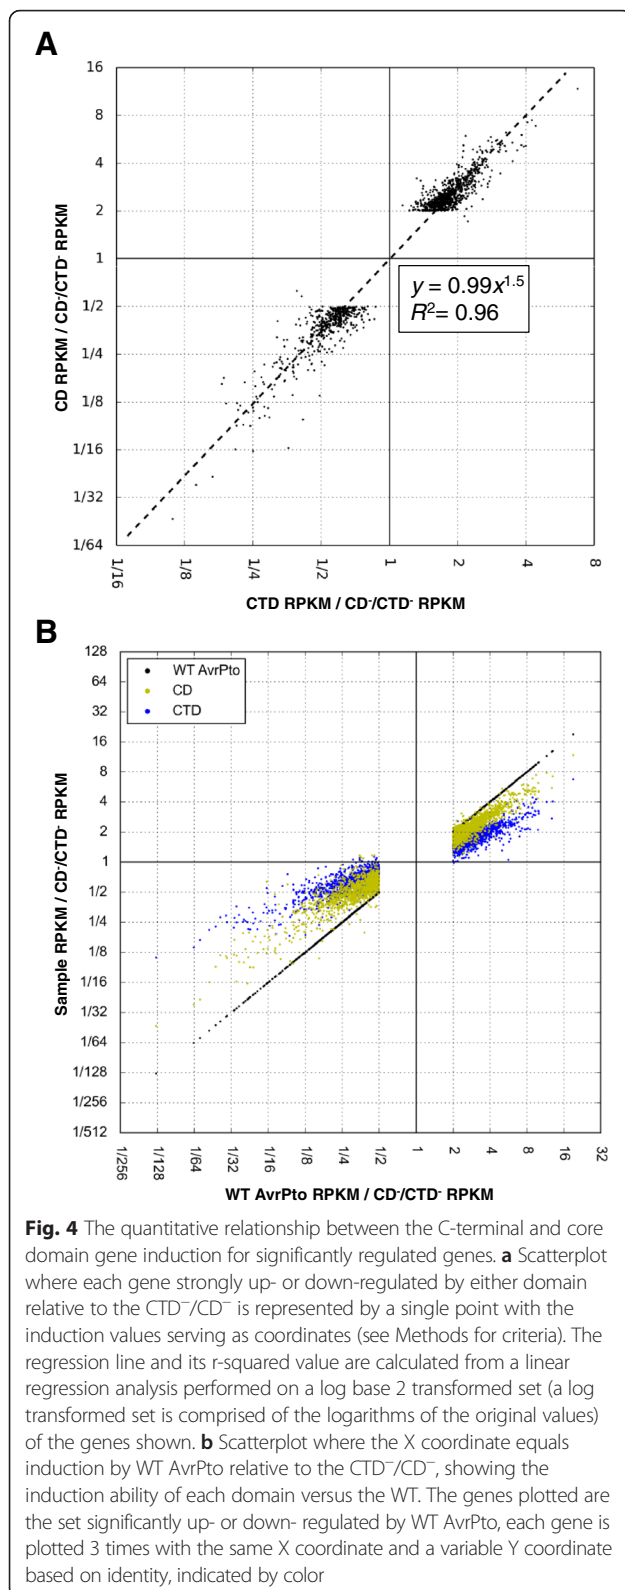 A
16
8
4
2
1
1/2
1/4
1/8
1/16
1/32
1/64
CD RPKM / CD⁻/CTD⁻ RPKM
y = 0.99x^1.5
R²= 0.96
1/16
1/8
1/4
1/2
1
2
4
8
CTD RPKM / CD⁻/CTD⁻ RPKM
B
128
64
32
16
8
4
2
1
1/2
1/4
1/8
1/16
1/32
1/64
1/128
1/256
1/512
Sample RPKM / CD⁻/CTD⁻ RPKM
WT AvrPto
CD
CTD
1/256
1/128
1/64
1/32
1/16
1/8
1/4
1/2
1
2
4
8
16
32
WT AvrPto RPKM / CD⁻/CTD⁻ RPKM
Fig. 4 The quantitative relationship between the C-terminal and core
domain gene induction for significantly regulated genes. a Scatterplot
where each gene strongly up- or down-regulated by either domain
relative to the CTD⁻/CD⁻ is represented by a single point with the
induction values serving as coordinates (see Methods for criteria). The
regression line and its r-squared value are calculated from a linear
regression analysis performed on a log base 2 transformed set (a log
transformed set is comprised of the logarithms of the original values)
of the genes shown. b Scatterplot where the X coordinate equals
induction by WT AvrPto relative to the CTD⁻/CD⁻, showing the
induction ability of each domain versus the WT. The genes plotted are
the set significantly up- or down- regulated by WT AvrPto, each gene is
plotted 3 times with the same X coordinate and a variable Y coordinate
based on identity, indicated by color